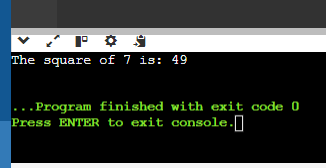 The square of 7 is: 49
...Program finished with exit code 0
Press ENTER to exit console.